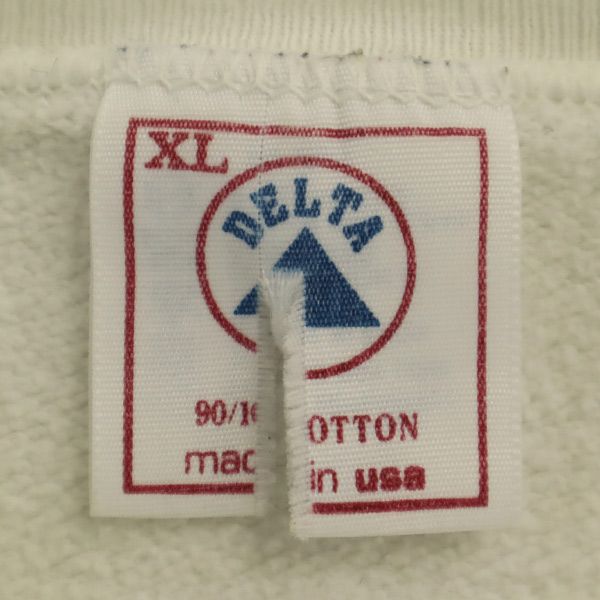 XL
DELTA
90/1 OTTON
mad in usa